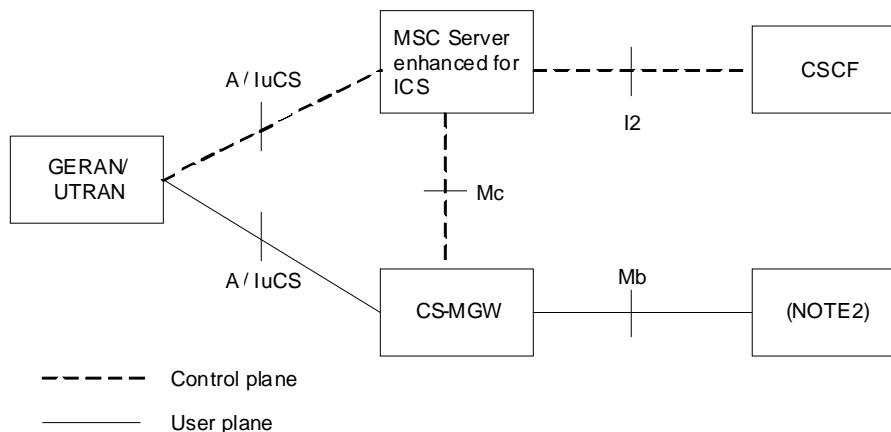 MSC Server
enhanced for
ICS
CSCF
A / IuCS
I2
GERAN/
UTRAN
Mc
A / IuCS
Mb
CS-MGW
(NOTE2)
Control plane
User plane